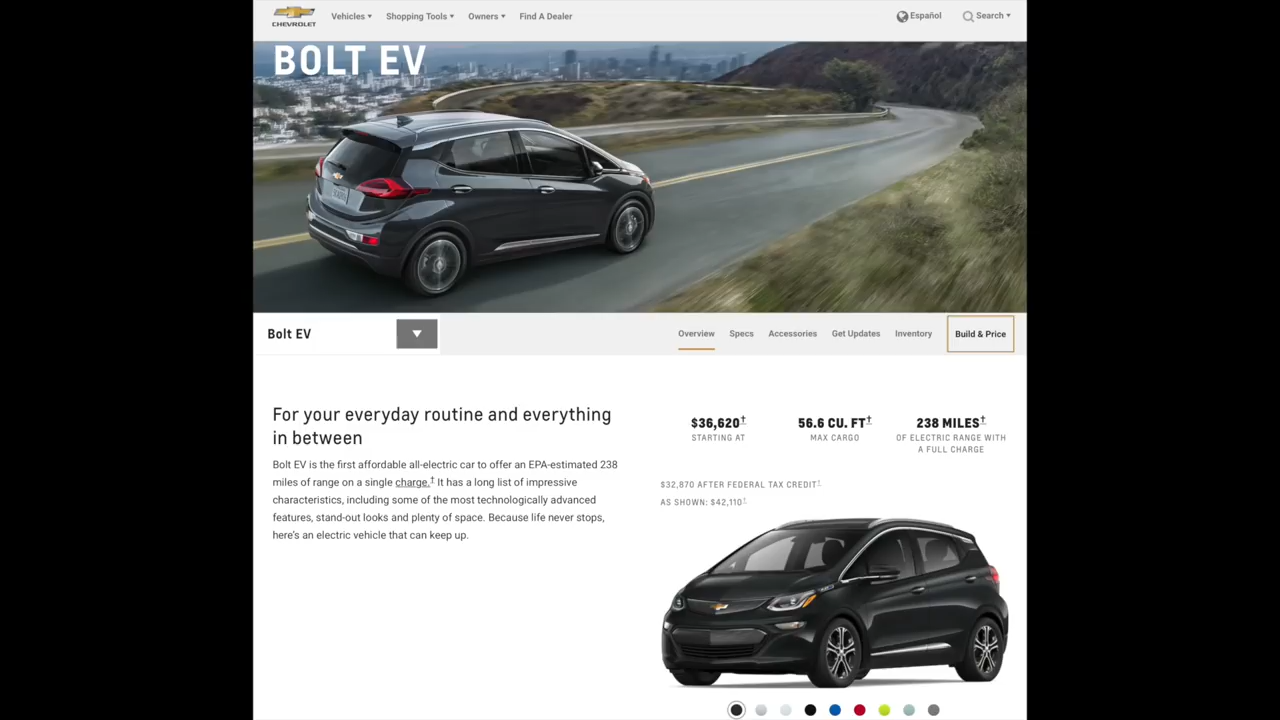 CHEVROLET
Vehicles Shopping Tools Owners Find A Dealer Español Search
BOLT EV
Bolt EV
Overview Specs Accessories Get Updates Inventory Build & Price
For your everyday routine and everything
in between
Bolt EV is the first affordable all-electric car to offer an EPA-estimated 238
miles of range on a single charge.† It has a long list of impressive
characteristics, including some of the most technologically advanced
features, stand-out looks and plenty of space. Because life never stops,
here's an electric vehicle that can keep up.
$36,620† 56.6 CU. FT† 238 MILES†
STARTING AT MAX CARGO OF ELECTRIC RANGE WITH
A FULL CHARGE
$32,870 AFTER FEDERAL TAX CREDIT†
AS SHOWN: $42,110†